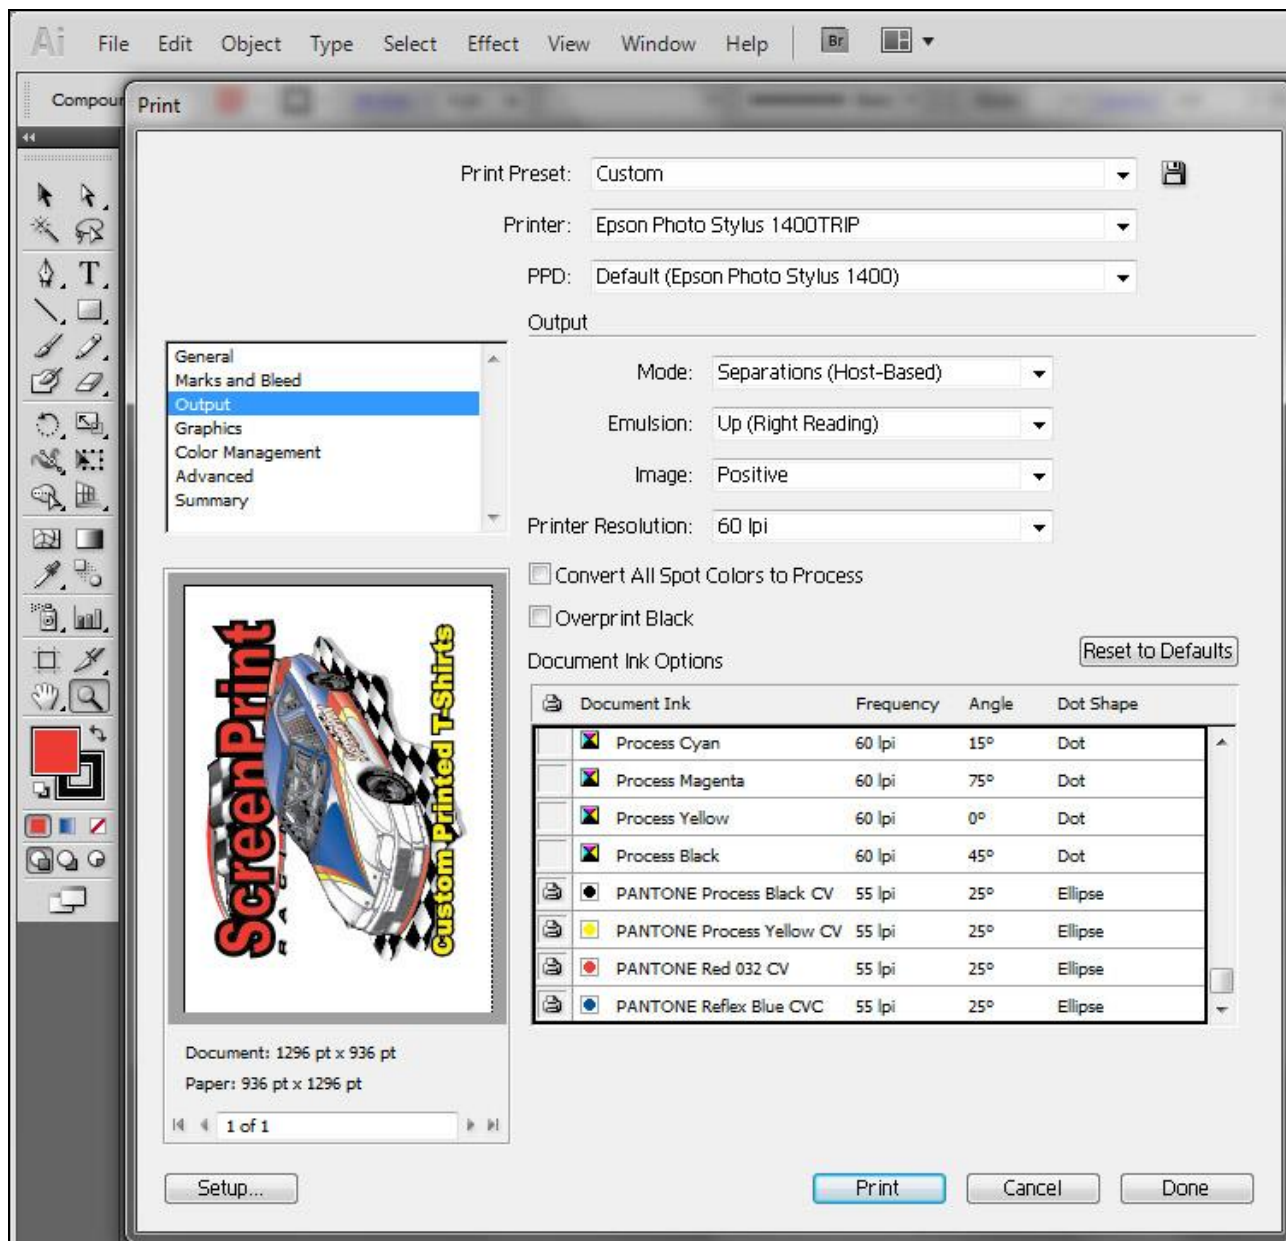 Ai File Edit Object Type Select Effect View Window Help Br
Compour
Print
Print Preset: Custom
Printer: Epson Photo Stylus 1400TRIP
PPD: Default (Epson Photo Stylus 1400)
Output
General
Marks and Bleed
Output
Graphics
Color Management
Advanced
Summary
Mode: Separations (Host-Based)
Emulsion: Up (Right Reading)
Image: Positive
Printer Resolution: 60 lpi
Convert All Spot Colors to Process
Overprint Black
Reset to Defaults
Document Ink Options
Document Ink Frequency Angle Dot Shape
Process Cyan 60 lpi 15° Dot
Process Magenta 60 lpi 75° Dot
Process Yellow 60 lpi 0° Dot
Process Black 60 lpi 45° Dot
PANTONE Process Black CV 55 lpi 25° Ellipse
PANTONE Process Yellow CV 55 lpi 25° Ellipse
PANTONE Red 032 CV 55 lpi 25° Ellipse
PANTONE Reflex Blue CVC 55 lpi 25° Ellipse
ScreenPrint
RACING
Custom Printed T-Shirts
Document: 1296 pt x 936 pt
Paper: 936 pt x 1296 pt
1 of 1
Setup...
Print
Cancel
Done